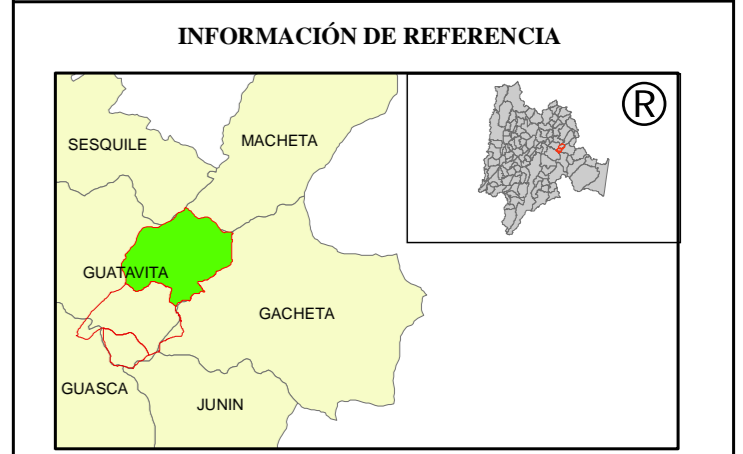 INFORMACIÓN DE REFERENCIA
®
SESQUILE
MACHETA
GUATAVITA
GACHETA
GUASCA
JUNIN